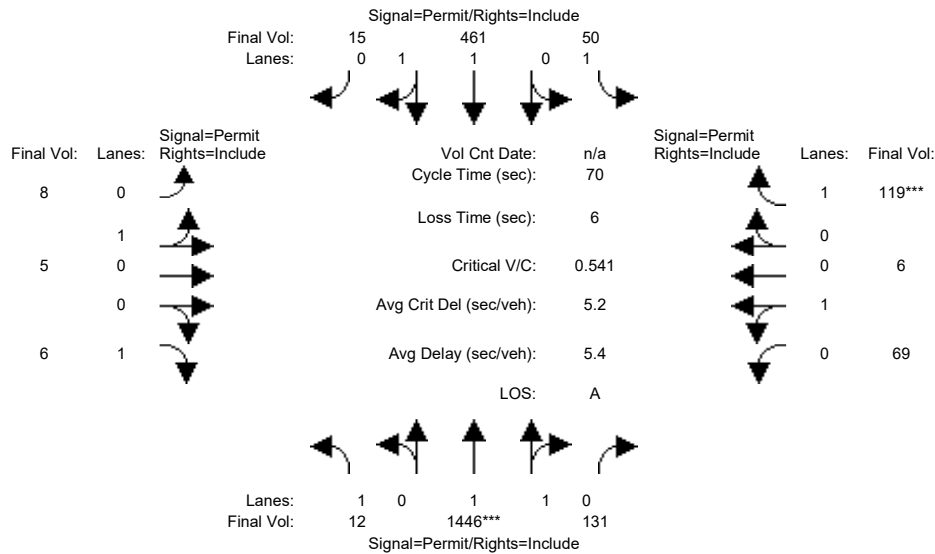 Signal=Permit/Rights=Include
Final Vol: 15 461 50
Lanes: 0 1 1 0 1
Signal=Permit
Final Vol: Lanes: Rights=Include
Vol Cnt Date: n/a
Signal=Permit
Rights=Include Lanes: Final Vol:
Cycle Time (sec): 70
8 0
1 119***
Loss Time (sec): 6
1
0
5 0
Critical V/C: 0.541
0 6
0
Avg Crit Del (sec/veh): 5.2
1
6 1
Avg Delay (sec/veh): 5.4
0 69
LOS: A
Lanes: 1 0 1 1 0
Final Vol: 12 1446*** 131
Signal=Permit/Rights=Include